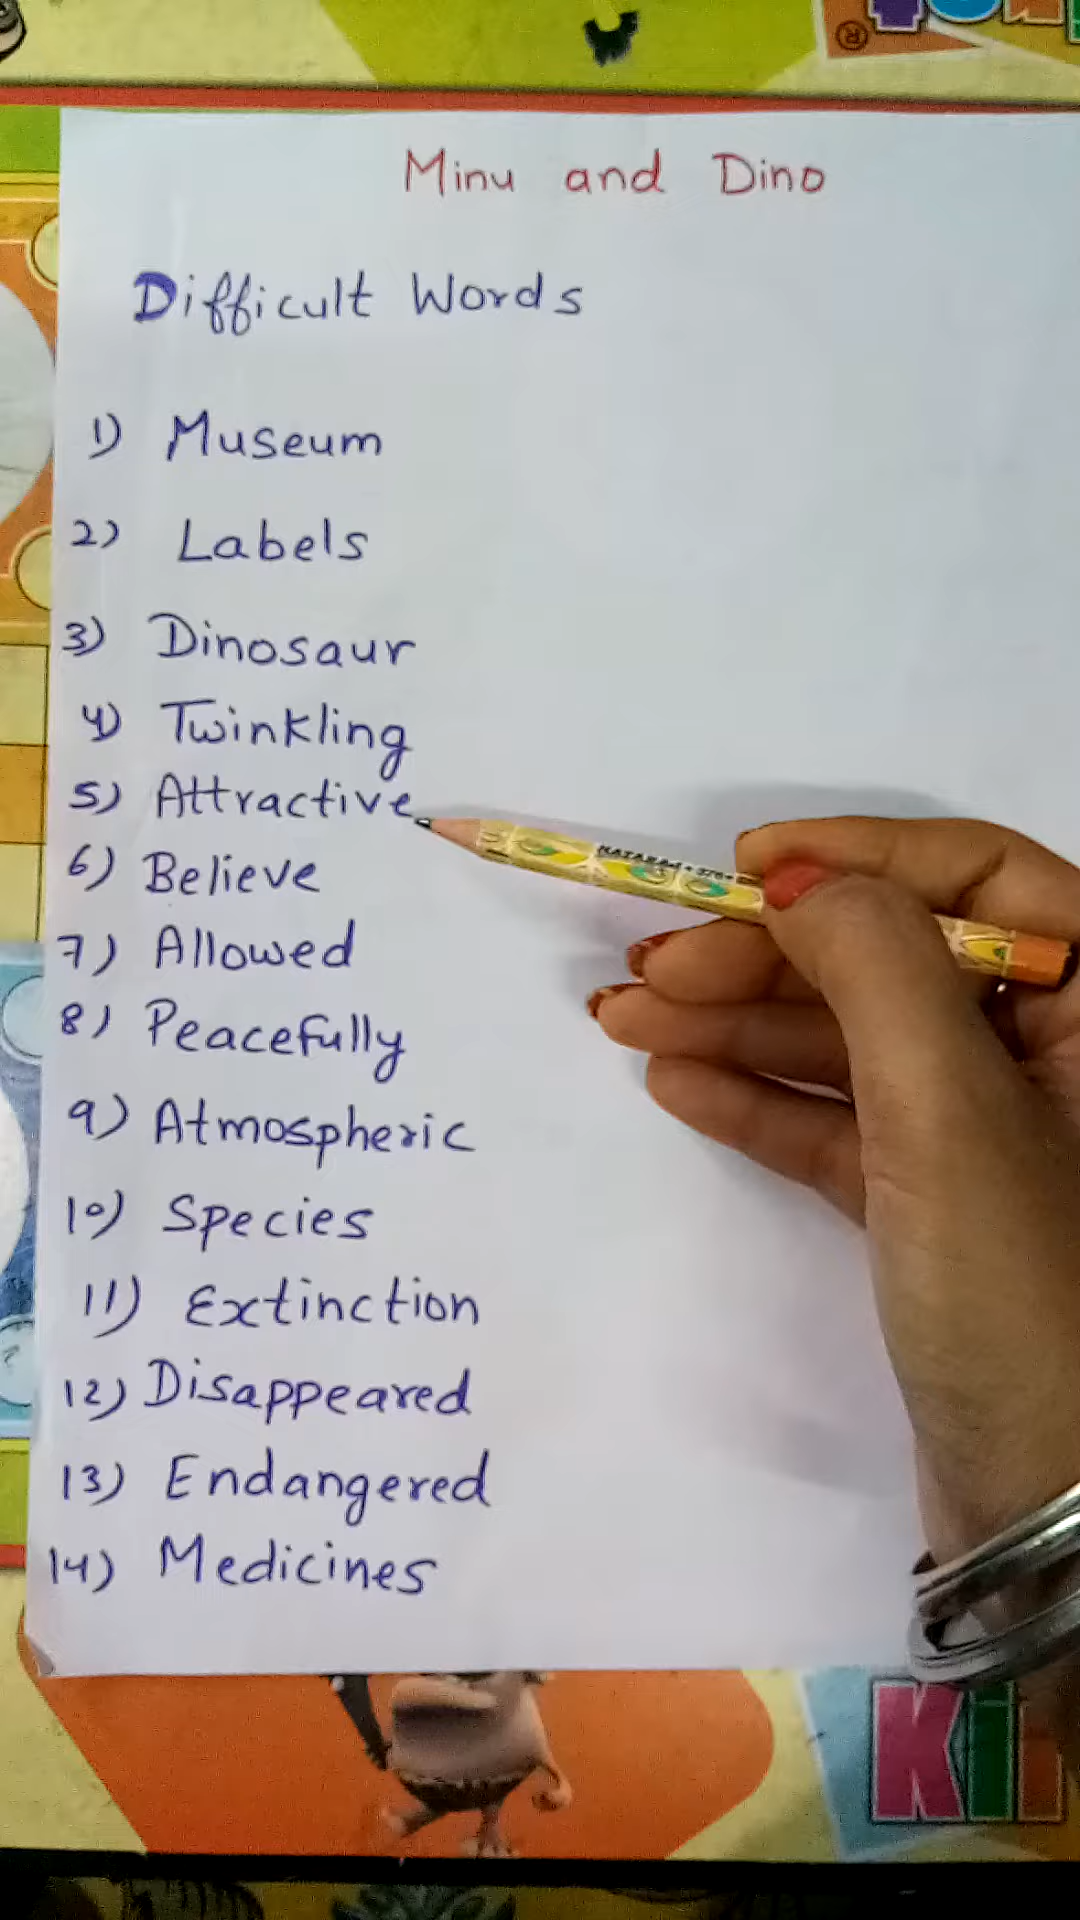 Minu and Dino
Difficult Words
1) Museum
2) Labels
3) Dinosaur
4) Twinkling
5) Attractive
6) Believe
7) Allowed
8) Peacefully
9) Atmospheric
10) Species
11) Extinction
12) Disappeared
13) Endangered
14) Medicines